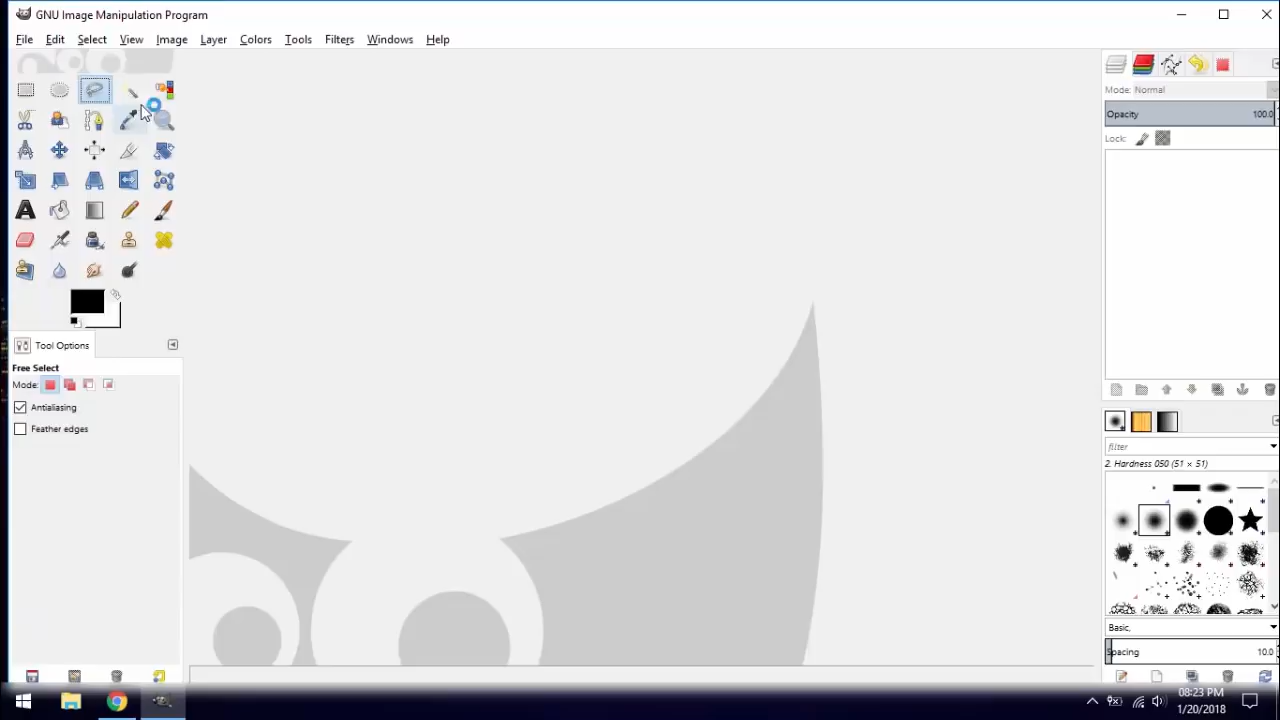 GNU Image Manipulation Program
File Edit Select View Image Layer Colors Tools Filters Windows Help
Mode: Normal
Opacity 100.0
Lock:
Tool Options
Free Select
Mode:
Antialiasing
Feather edges
filter
2. Hardness 050 (51 × 51)
Basic,
Spacing 10.0
08:23 PM
1/20/2018